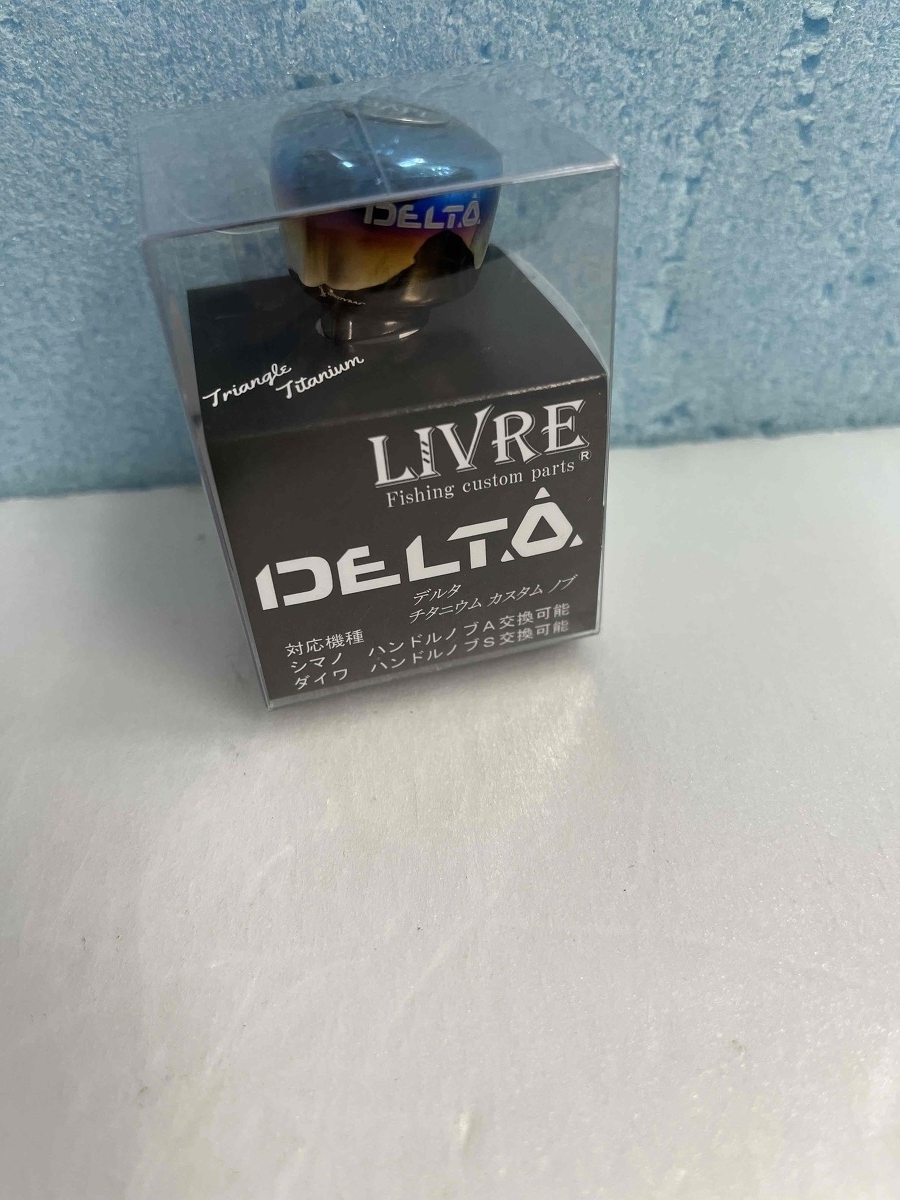 DELTA
Triangle
Titanium
LIVRE
Fishing custom parts ®
DELTA
デルタ
チタニウム カスタム ノブ
対応機種
シマノ ハンドルノブA交換可能
ダイワ ハンドルノブS交換可能